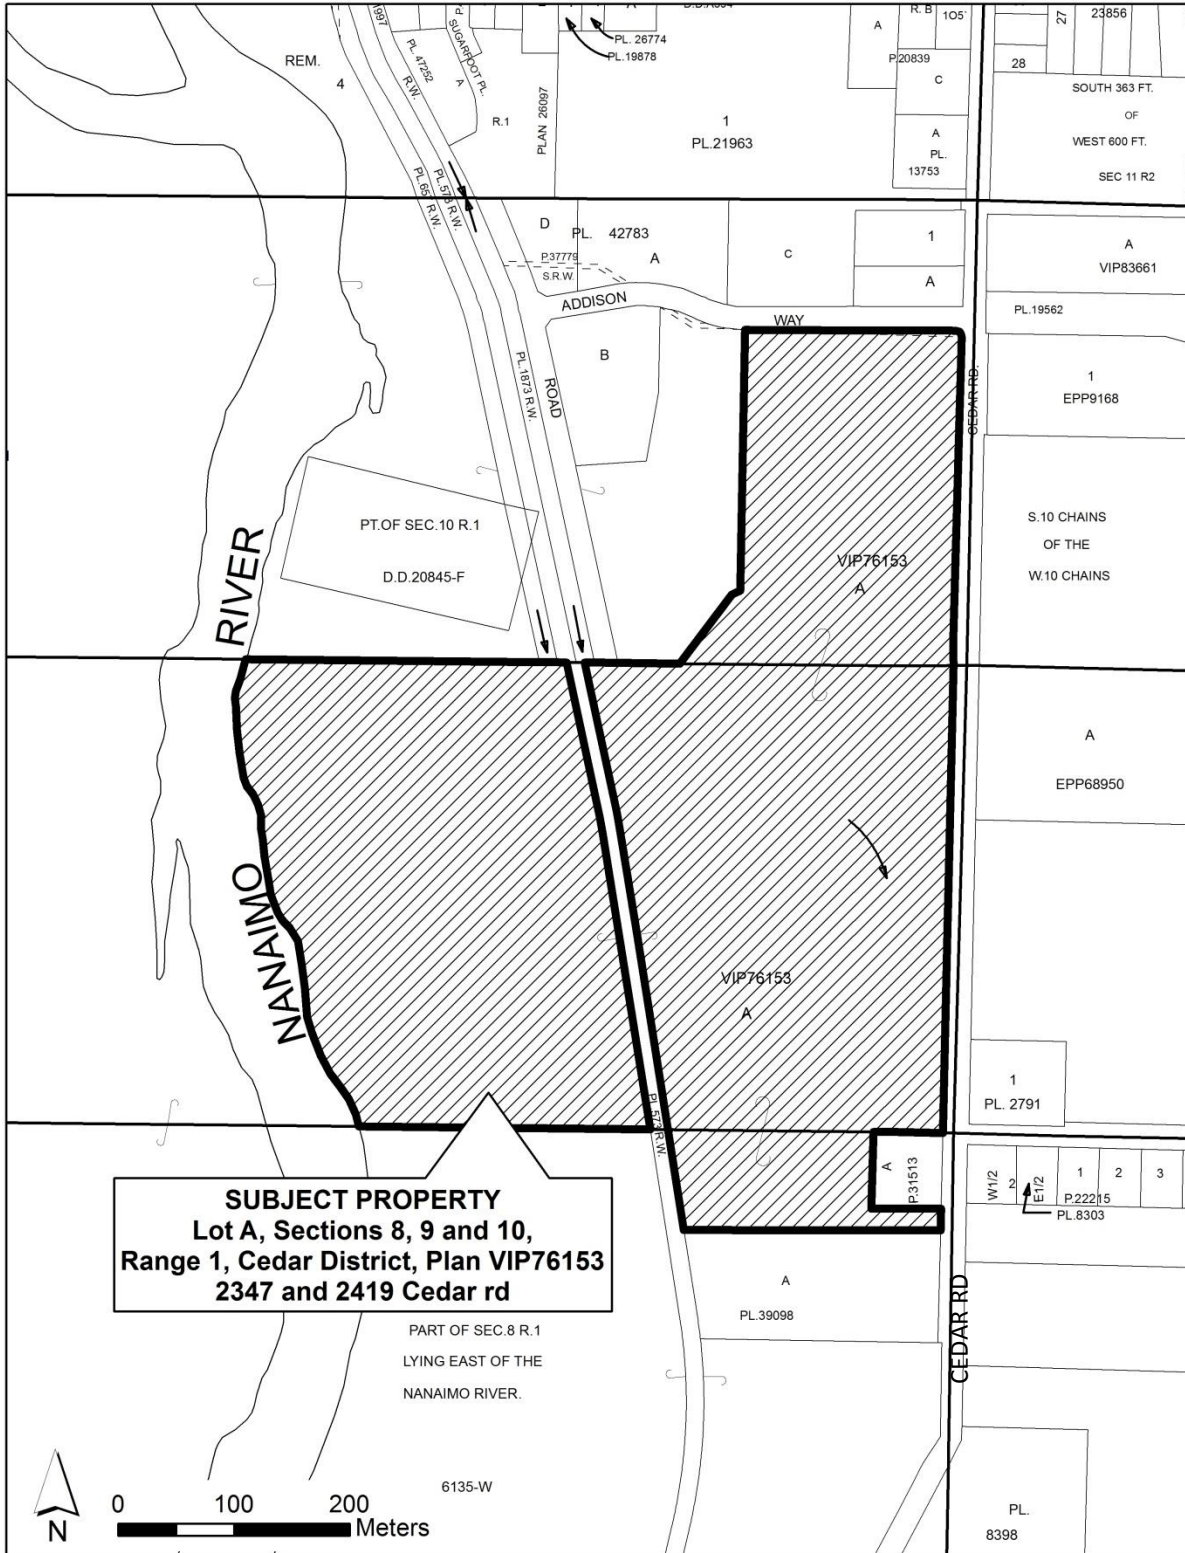 REM.
4
1997
R.W.
PL. 47252
SUGARFOOT PL.
A
R.1
PLAN 26097
PL. 26774
PL.19878
1
PL.21963
A
R. B
P.20839
C
A
PL.
13753
28
27
23856
SOUTH 363 FT.
OF
WEST 600 FT.
SEC 11 R2
PL.573 R.W.
D
PL. 42783
P.37779
A
S.R.W.
C
1
A
A
VIP83661
PL.19562
ADDISON
WAY
B
ROAD
PL.1873 R.W.
CEDAR RD.
1
EPP9168
PT.OF SEC.10 R.1
D.D.20845-F
S.10 CHAINS
OF THE
W.10 CHAINS
VIP76153
A
RIVER
NANAIMO
A
EPP68950
VIP76153
A
1
PL. 2791
PL.573 R.W.
A
P.31513
W1/2
2
E1/2
1
2
3
P.22215
PL.8303
SUBJECT PROPERTY
Lot A, Sections 8, 9 and 10,
Range 1, Cedar District, Plan VIP76153
2347 and 2419 Cedar rd
A
PL.39098
CEDAR RD
PART OF SEC.8 R.1
LYING EAST OF THE
NANAIMO RIVER.
6135-W
PL.
8398
N
0 100 200
Meters